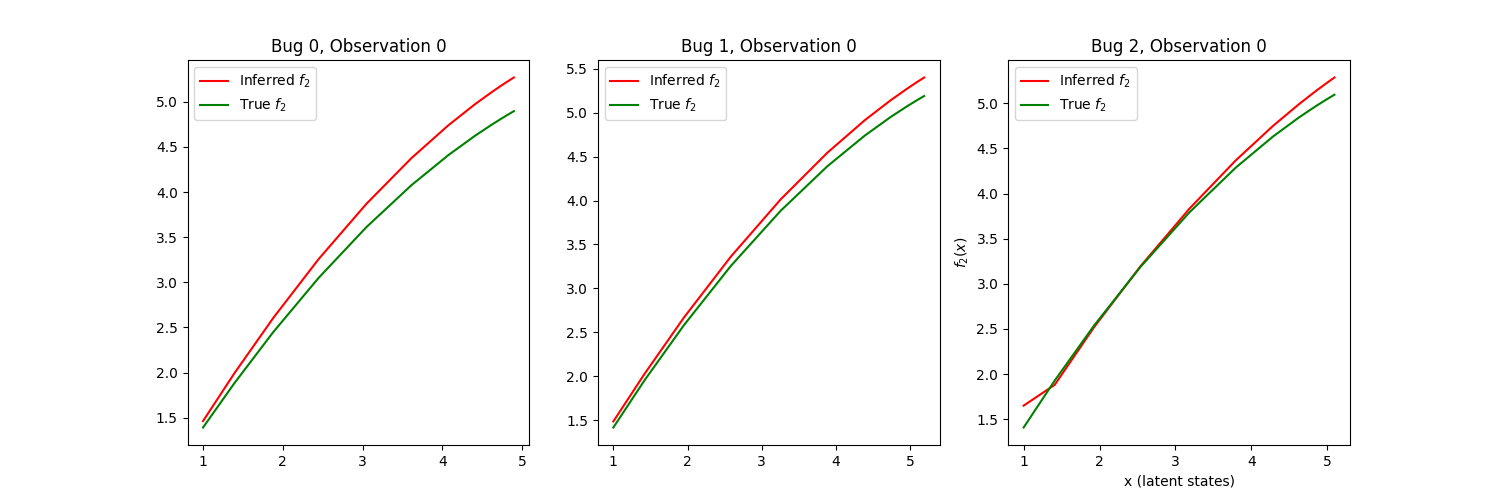 Bug 0, Observation 0
Inferred f₂
True f₂
5.0
4.5
4.0
3.5
3.0
2.5
2.0
1.5
1 2 3 4 5
Bug 1, Observation 0
Inferred f₂
True f₂
5.5
5.0
4.5
4.0
3.5
3.0
2.5
2.0
1.5
1 2 3 4 5
Bug 2, Observation 0
Inferred f₂
True f₂
f₂(x)
5.0
4.5
4.0
3.5
3.0
2.5
2.0
1.5
1 2 3 4 5
x (latent states)